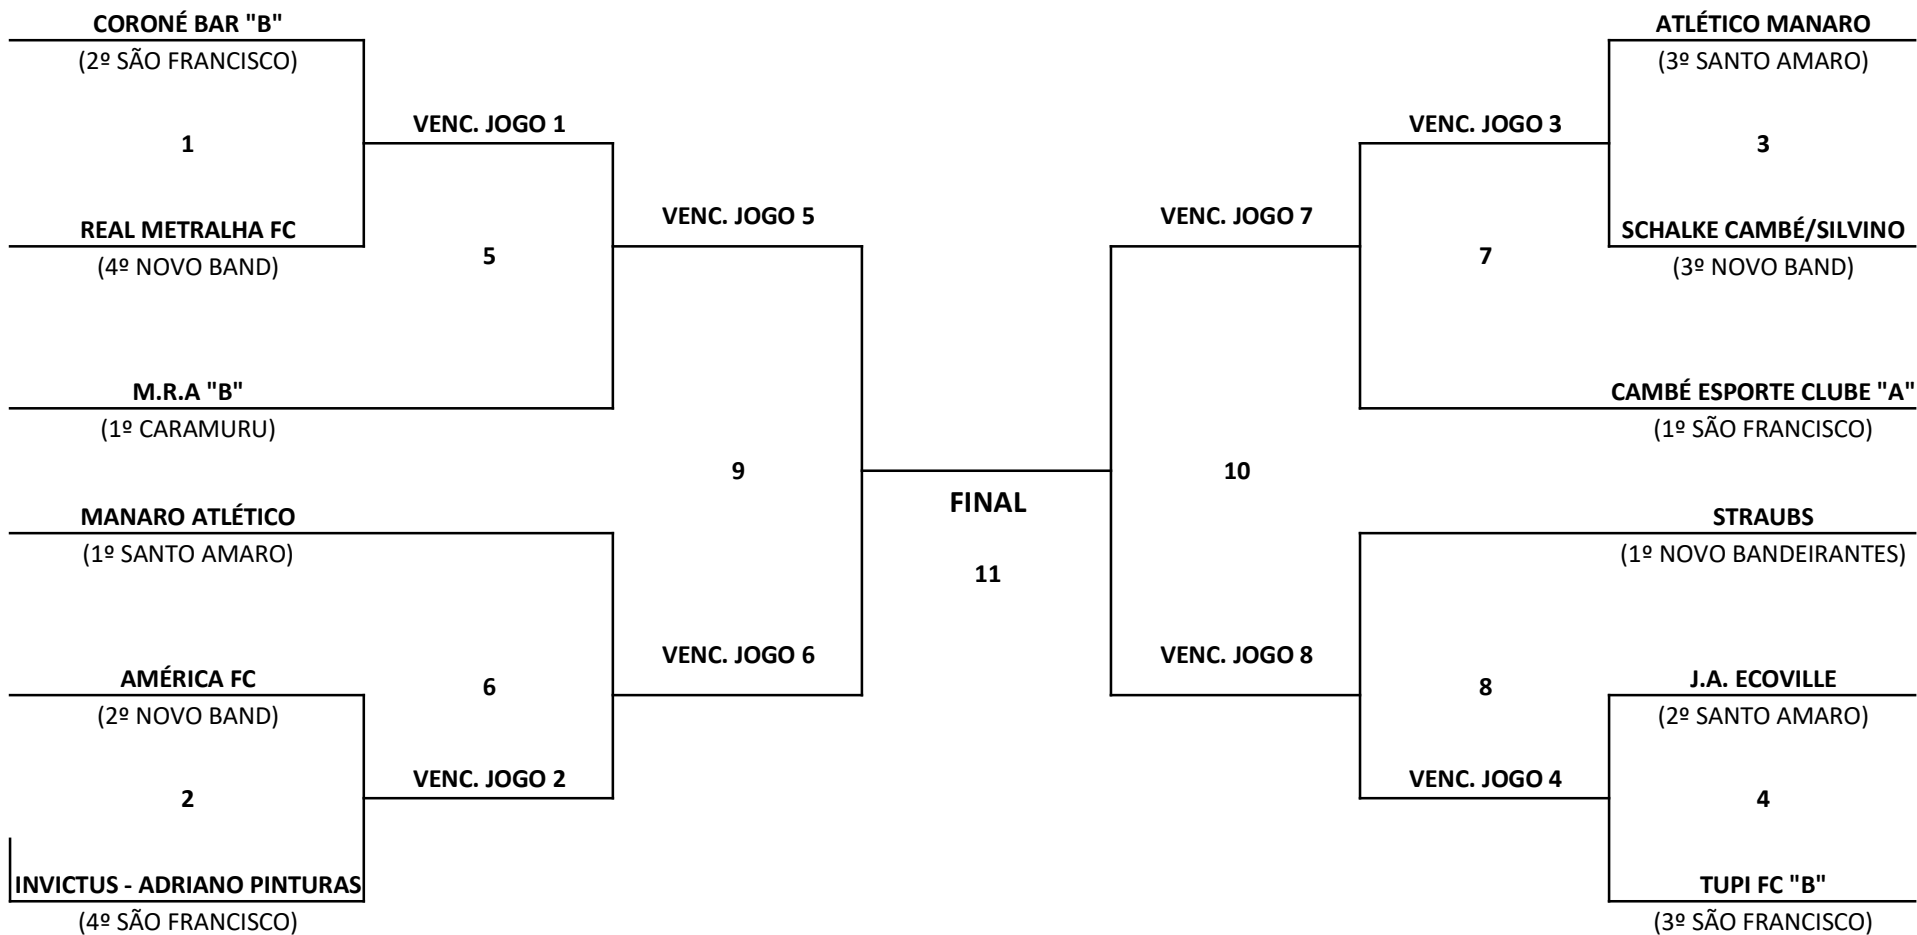 CORONÉ BAR "B"
(2º SÃO FRANCISCO)
1
REAL METRALHA FC
(4º NOVO BAND)
VENC. JOGO 1
5
M.R.A "B"
(1º CARAMURU)
VENC. JOGO 5
9
MANARO ATLÉTICO
(1º SANTO AMARO)
6
VENC. JOGO 6
AMÉRICA FC
(2º NOVO BAND)
2
VENC. JOGO 2
INVICTUS - ADRIANO PINTURAS
(4º SÃO FRANCISCO)
FINAL
11
ATLÉTICO MANARO
(3º SANTO AMARO)
VENC. JOGO 3
3
SCHALKE CAMBÉ/SILVINO
(3º NOVO BAND)
VENC. JOGO 7
7
CAMBÉ ESPORTE CLUBE "A"
(1º SÃO FRANCISCO)
10
STRAUBS
(1º NOVO BANDEIRANTES)
VENC. JOGO 8
8
J.A. ECOVILLE
(2º SANTO AMARO)
VENC. JOGO 4
4
TUPI FC "B"
(3º SÃO FRANCISCO)